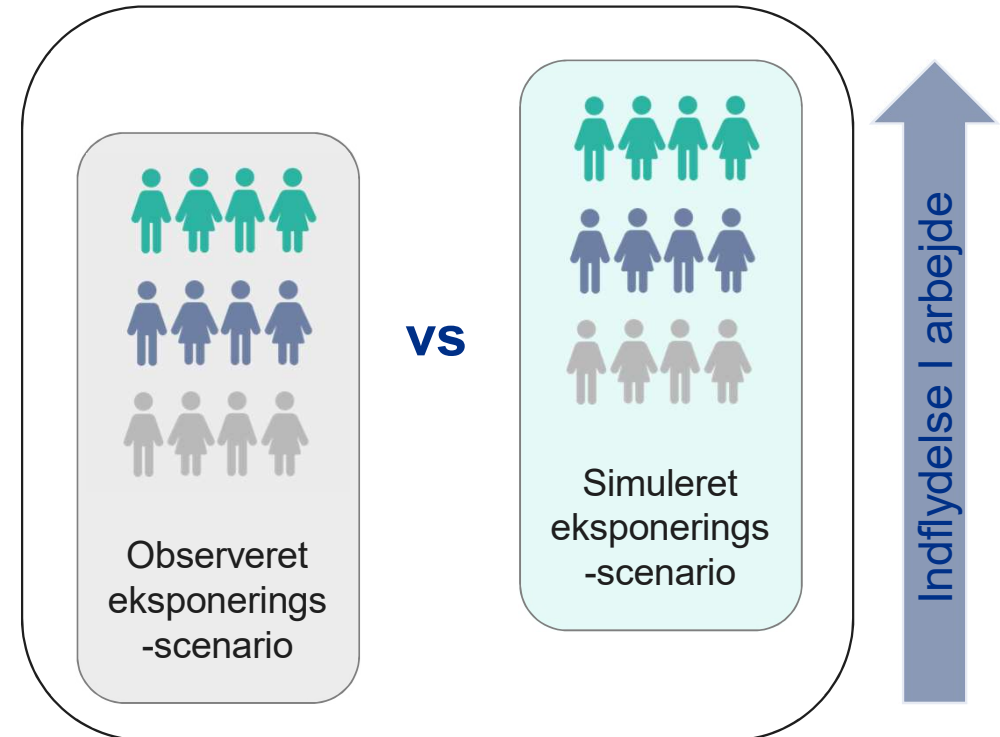 Observeret
eksponerings
-scenario
vs
Simuleret
eksponerings
-scenario
Indflydelse I arbejde